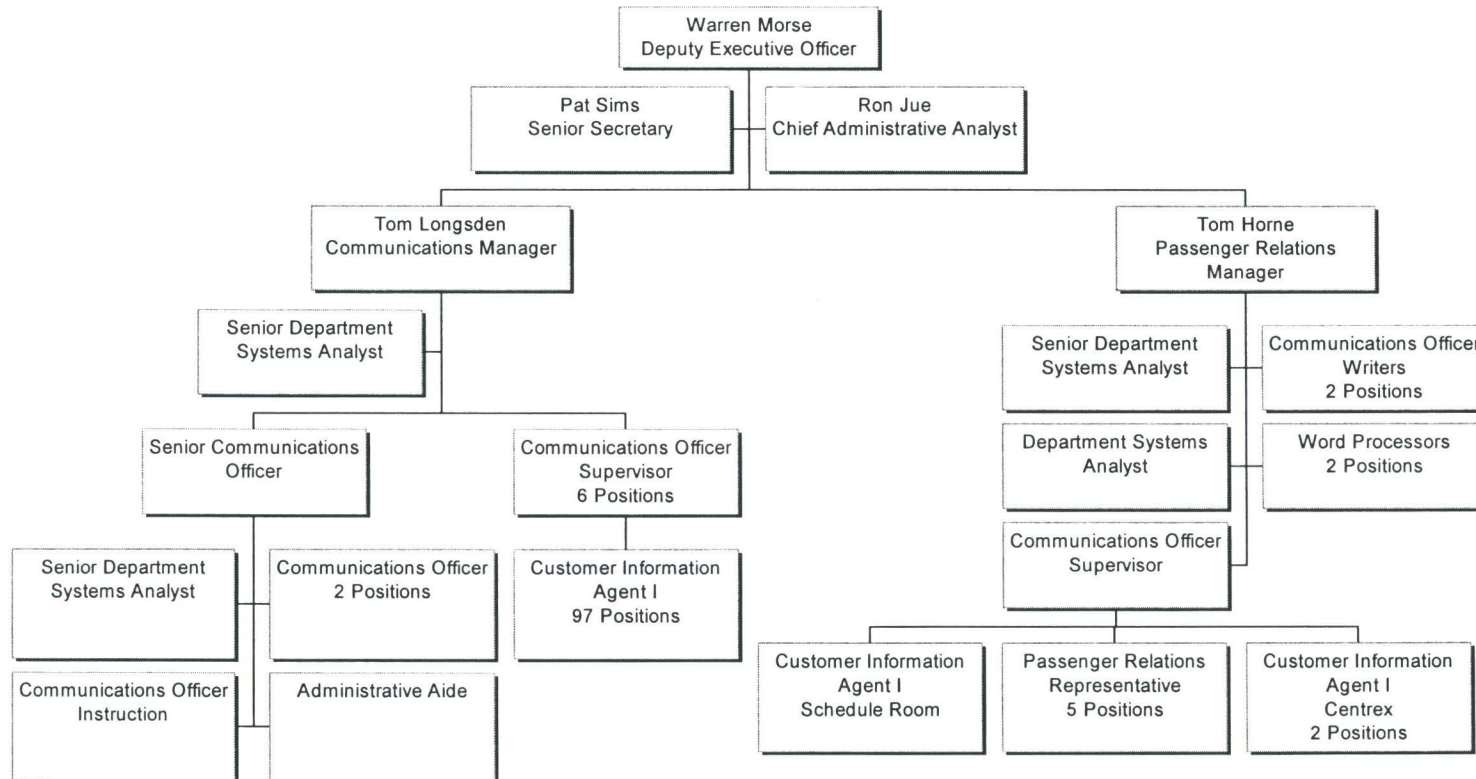 Warren Morse
Deputy Executive Officer
Pat Sims
Senior Secretary
Ron Jue
Chief Administrative Analyst
Tom Longsden
Communications Manager
Tom Horne
Passenger Relations
Manager
Senior Department
Systems Analyst
Senior Department
Systems Analyst
Communications Officer
Writers
2 Positions
Senior Communications
Officer
Communications Officer
Supervisor
6 Positions
Department Systems
Analyst
Word Processors
2 Positions
Communications Officer
Supervisor
Senior Department
Systems Analyst
Communications Officer
2 Positions
Customer Information
Agent I
97 Positions
Communications Officer
Instruction
Administrative Aide
Customer Information
Agent I
Schedule Room
Passenger Relations
Representative
5 Positions
Customer Information
Agent I
Centrex
2 Positions